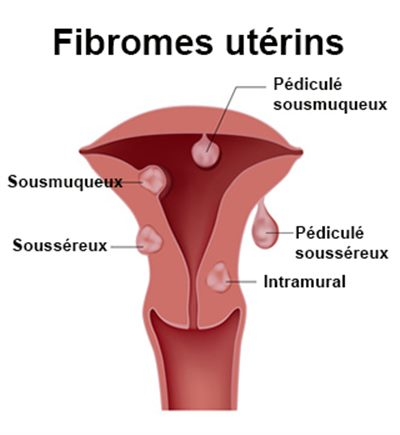 Fibromes utérins
Pédiculé
sousmuqueux
Sousmuqueux
Sousséreux
Pédiculé
sousséreux
Intramural